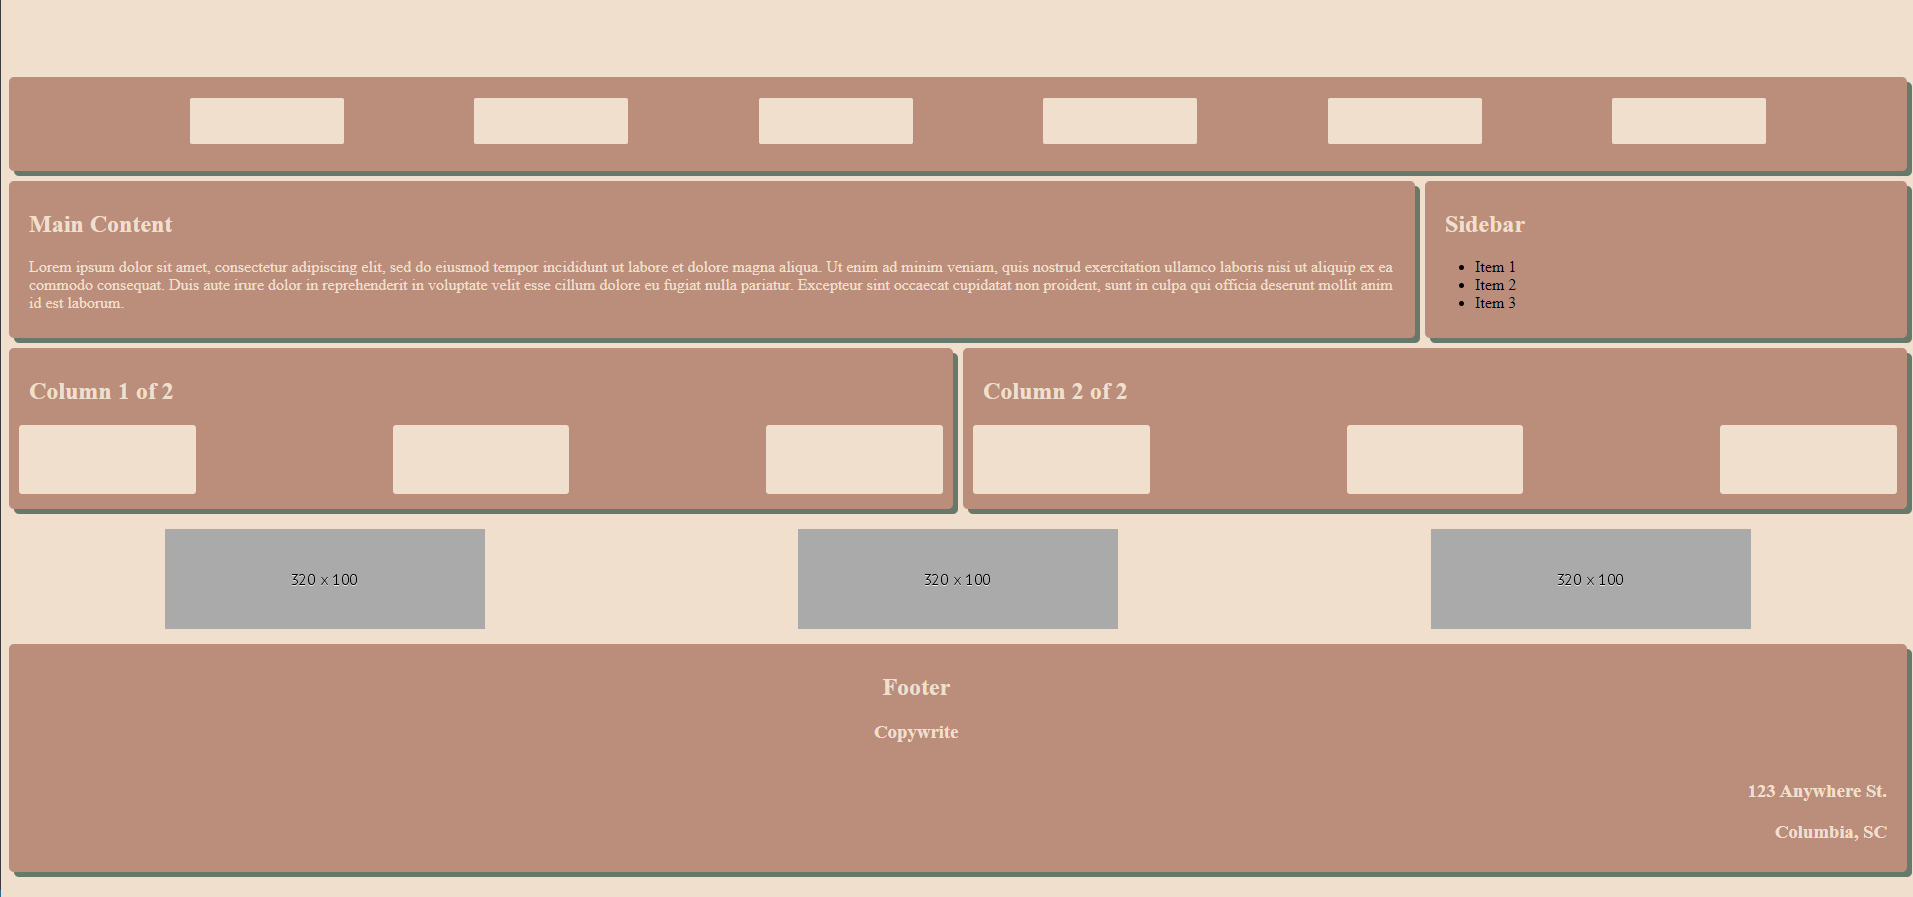 Main Content
Lorem ipsum dolor sit amet, consectetur adipiscing elit, sed do eiusmod tempor incididunt ut labore et dolore magna aliqua. Ut enim ad minim veniam, quis nostrud exercitation ullamco laboris nisi ut aliquip ex ea
commodo consequat. Duis aute irure dolor in reprehenderit in voluptate velit esse cillum dolore eu fugiat nulla pariatur. Excepteur sint occaecat cupidatat non proident, sunt in culpa qui officia deserunt mollit anim
id est laborum.
Sidebar
Item 1
Item 2
Item 3
Column 1 of 2
Column 2 of 2
320 x 100
320 x 100
320 x 100
Footer
Copywrite
123 Anywhere St.
Columbia, SC